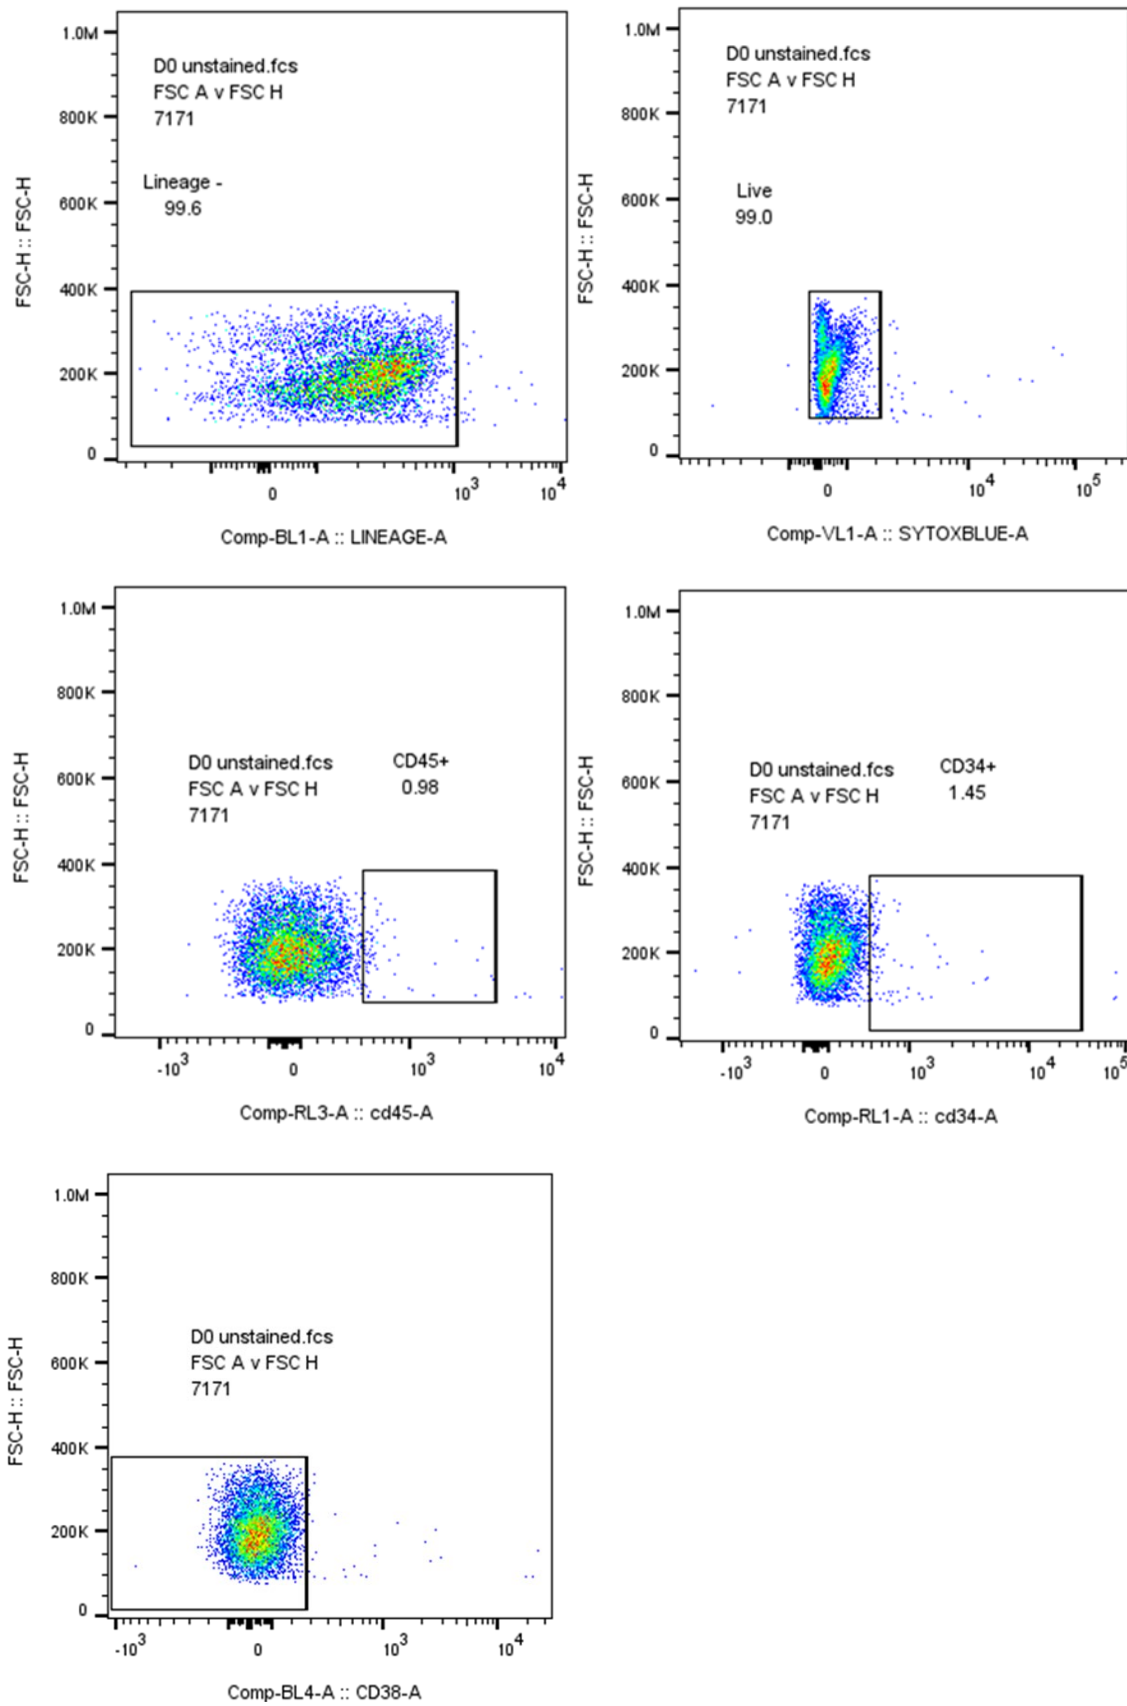 1.0M
D0 unstained.fcs
FSC A v FSC H
7171
800K
Lineage -
99.6
600K
400K
200K
0
FSC-H :: FSC-H
0
10^3
10^4
Comp-BL1-A :: LINEAGE-A
1.0M
D0 unstained.fcs
FSC A v FSC H
7171
800K
Live
99.0
600K
400K
200K
0
FSC-H :: FSC-H
0
10^4
10^5
Comp-VL1-A :: SYTOXBLUE-A
1.0M
800K
D0 unstained.fcs
FSC A v FSC H
7171
CD45+
0.98
600K
400K
200K
0
FSC-H :: FSC-H
-10^3
0
10^3
10^4
Comp-RL3-A :: cd45-A
1.0M
800K
D0 unstained.fcs
FSC A v FSC H
7171
CD34+
1.45
600K
400K
200K
0
FSC-H :: FSC-H
-10^3
0
10^3
10^4
10^5
Comp-RL1-A :: cd34-A
1.0M
800K
D0 unstained.fcs
FSC A v FSC H
7171
600K
400K
200K
0
FSC-H :: FSC-H
-10^3
0
10^3
10^4
Comp-BL4-A :: CD38-A